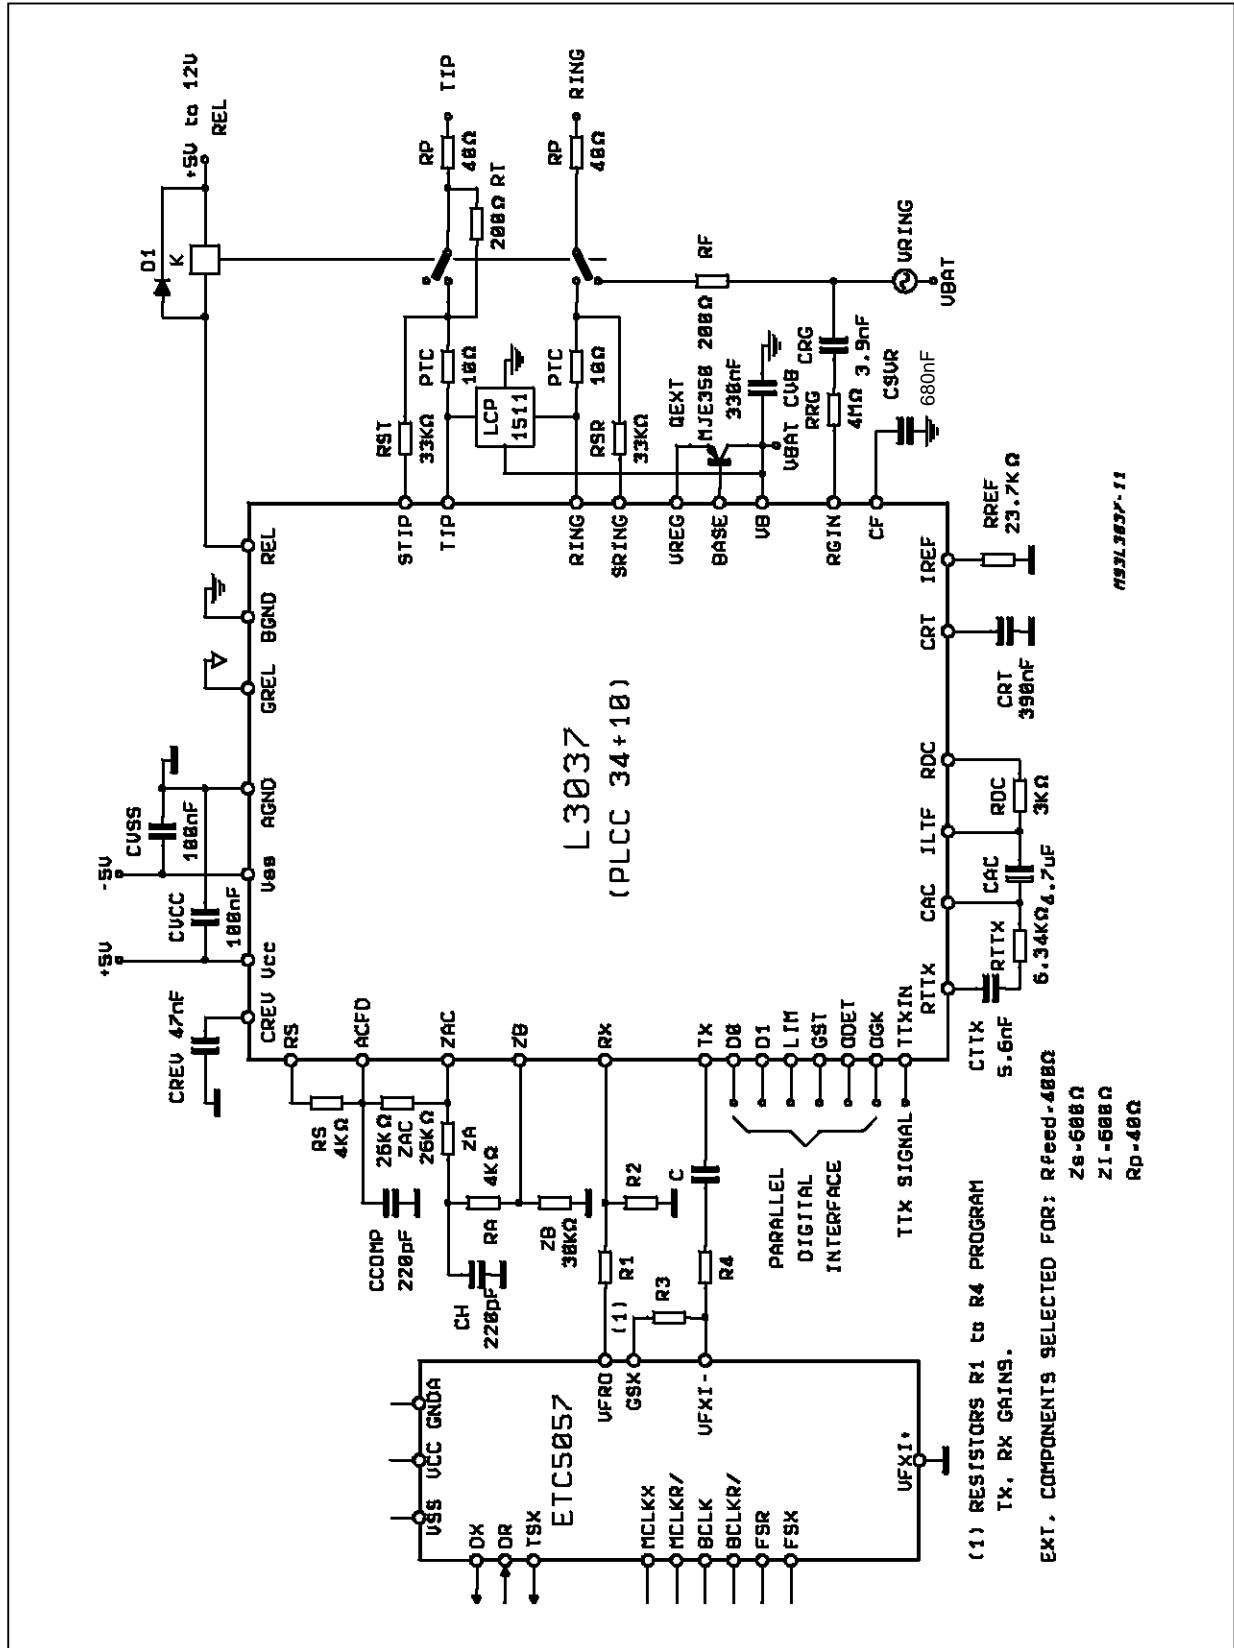 +5V to 12V
REL
D1
K
TIP
RING
RP
40Ω
RP
40Ω
200Ω RT
RF
VRING
VBAT
RST
33KΩ
PTC
10Ω
LCP
1511
PTC
10Ω
RSR
33KΩ
QEXT
MJE350 200Ω
330nF
VBAT CVB
RRG
4MΩ
CRG
3.9nF
CSVR
680nF
REL
BGND
GREL
AGND
VSS
VCC
CREV
STIP
TIP
RING
SRING
VREG
BASE
VB
RGIN
CF
IREF
CRT
RDC
ILTF
CAC
RTTX
RREF
23.7KΩ
CRT
390nF
RDC
3KΩ
CAC
4.7uF
RTTX
6.34KΩ
CTTX
5.6nF
M93L3037-11
L3037
(PLCC 34+10)
CVSS
100nF
-5V
CVCC
100nF
+5V
CREV 47nF
RS
ACFD
ZAC
ZB
RX
TX
D0
D1
LIM
GST
ODET
OGK
TTXIN
RS
4KΩ
26KΩ
ZAC
26KΩ
ZA
CCOMP
220pF
RA
4KΩ
ZB
30KΩ
CH
220pF
R1
R2
C
(1)
R3
R4
PARALLEL
DIGITAL
INTERFACE
TTX SIGNAL
ETC5057
VSS
VCC
GNDA
VFRO
GSX
VFXI-
VFXI+
DX
DR
TSX
MCLKX
MCLKR/
BCLK
BCLKR/
FSR
FSX
(1) RESISTORS R1 to R4 PROGRAM
TX, RX GAINS.
EXT. COMPONENTS SELECTED FOR: Rfeed=400Ω
Zs=600Ω
Zl=600Ω
Rp=40Ω